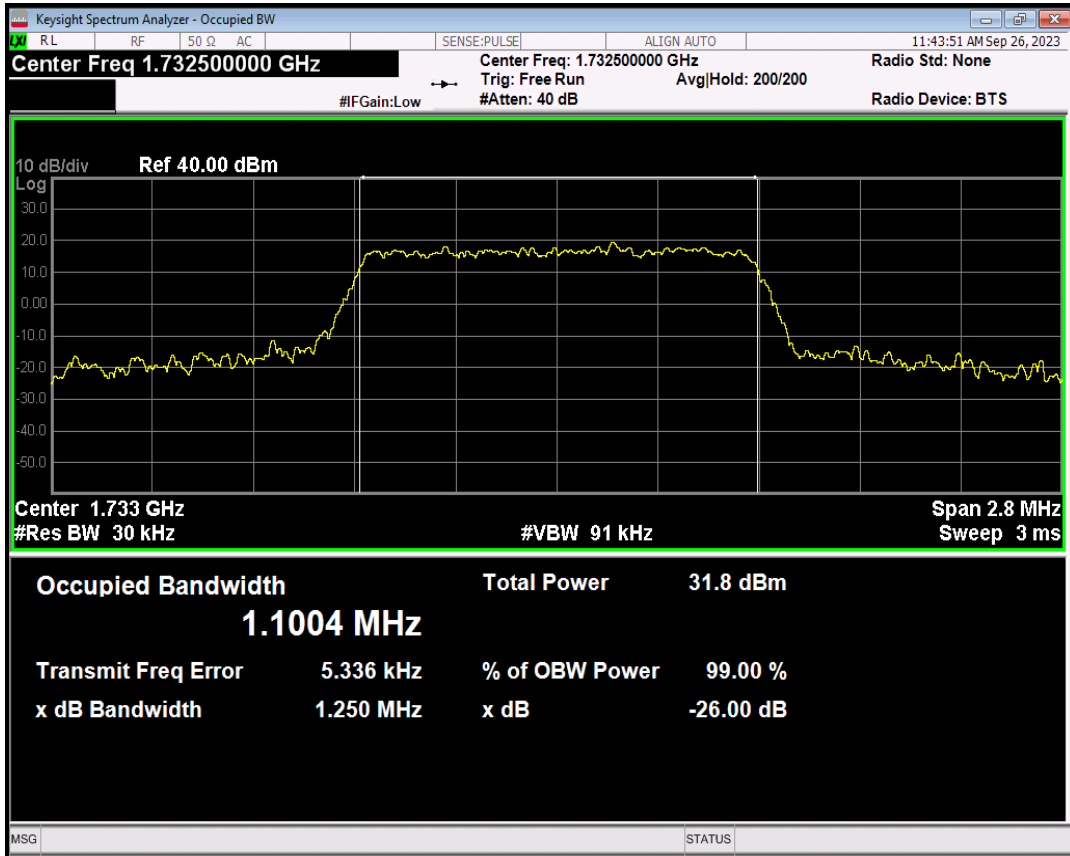 Keysight Spectrum Analyzer - Occupied BW
LXI RL RF 50 Ω AC SENSE:PULSE ALIGN AUTO 11:43:51 AM Sep 26, 2023
Center Freq 1.732500000 GHz Center Freq: 1.732500000 GHz Radio Std: None
Trig: Free Run Avg|Hold: 200/200
#IFGain:Low #Atten: 40 dB Radio Device: BTS
10 dB/div Ref 40.00 dBm
Log
30.0
20.0
10.0
0.00
-10.0
-20.0
-30.0
-40.0
-50.0
Center 1.733 GHz Span 2.8 MHz
#Res BW 30 kHz #VBW 91 kHz Sweep 3 ms
Occupied Bandwidth Total Power 31.8 dBm
1.1004 MHz
Transmit Freq Error 5.336 kHz % of OBW Power 99.00 %
x dB Bandwidth 1.250 MHz x dB -26.00 dB
MSG STATUS